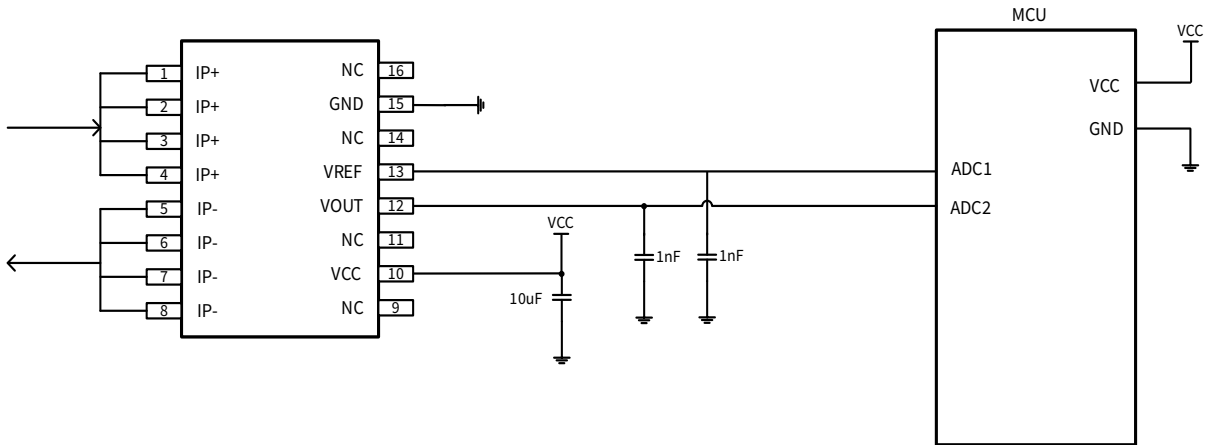 MCU
VCC
1 IP+ NC 16
2 IP+ GND 15
3 IP+ NC 14
4 IP+ VREF 13
5 IP- VOUT 12
6 IP- NC 11
7 IP- VCC 10
8 IP- NC 9
VCC
10uF
1nF
1nF
VCC
GND
ADC1
ADC2